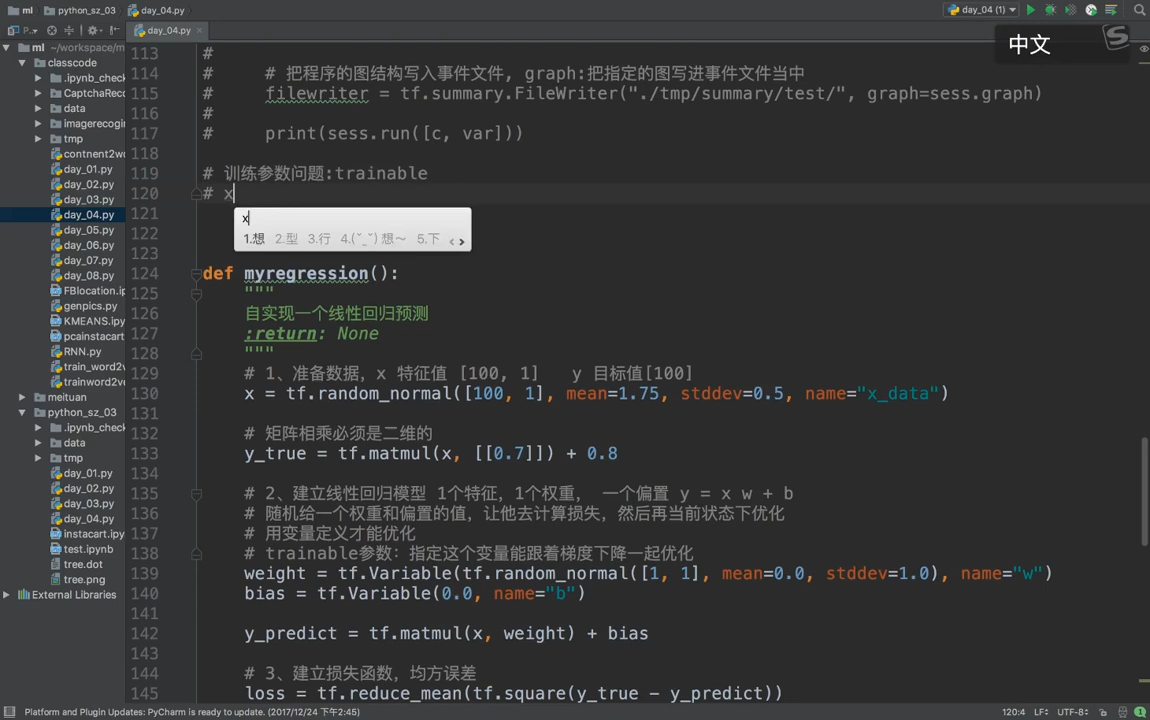 ml
python_sz_03
day_04.py
day_04 (1)
P..
day_04.py
中文
ml ~/workspace/m
classcode
.ipynb_check
CaptchaReco
data
imagerecogin
tmp
contnent2wo
day_01.py
day_02.py
day_03.py
day_04.py
day_05.py
day_06.py
day_07.py
day_08.py
FBlocation.ip
genpics.py
KMEANS.ipy
pcainstacart
RNN.py
train_word2v
trainword2ve
meituan
python_sz_03
.ipynb_check
data
tmp
day_01.py
day_02.py
day_03.py
day_04.py
instacart.ipy
test.ipynb
tree.dot
tree.png
External Libraries
113 #
114 # # 把程序的图结构写入事件文件, graph:把指定的图写进事件文件当中
115 # filewriter = tf.summary.FileWriter("./tmp/summary/test/", graph=sess.graph)
116 #
117 # print(sess.run([c, var]))
118
119 # 训练参数问题:trainable
120 # x
x
1.想 2.型 3.行 4.(˘_˘) 想～ 5.下
121
122
123
124 def myregression():
125 """
126 自实现一个线性回归预测
127 :return: None
128 """
129 # 1、准备数据，x 特征值 [100, 1] y 目标值[100]
130 x = tf.random_normal([100, 1], mean=1.75, stddev=0.5, name="x_data")
131
132 # 矩阵相乘必须是二维的
133 y_true = tf.matmul(x, [[0.7]]) + 0.8
134
135 # 2、建立线性回归模型 1个特征，1个权重， 一个偏置 y = x w + b
136 # 随机给一个权重和偏置的值，让他去计算损失，然后再当前状态下优化
137 # 用变量定义才能优化
138 # trainable参数：指定这个变量能跟着梯度下降一起优化
139 weight = tf.Variable(tf.random_normal([1, 1], mean=0.0, stddev=1.0), name="w")
140 bias = tf.Variable(0.0, name="b")
141
142 y_predict = tf.matmul(x, weight) + bias
143
144 # 3、建立损失函数，均方误差
145 loss = tf.reduce_mean(tf.square(y_true - y_predict))
Platform and Plugin Updates: PyCharm is ready to update. (2017/12/24 下午2:45)
120:4 LF÷ UTF-8÷
1